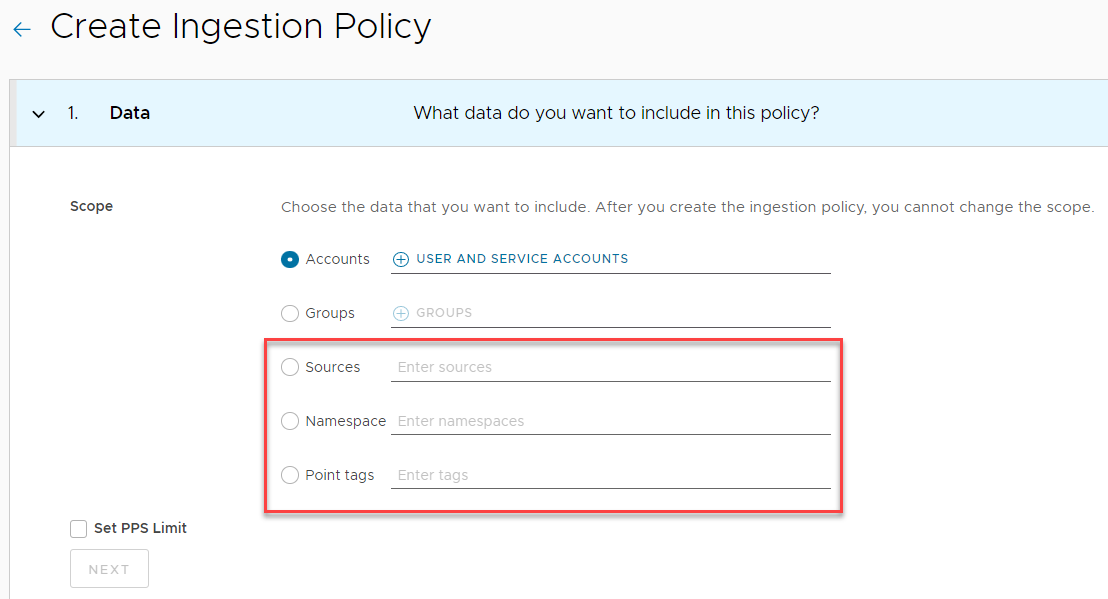 Create Ingestion Policy
1. Data What data do you want to include in this policy?
Scope Choose the data that you want to include. After you create the ingestion policy, you cannot change the scope.
Accounts USER AND SERVICE ACCOUNTS
Groups GROUPS
Sources Enter sources
Namespace Enter namespaces
Point tags Enter tags
Set PPS Limit
NEXT